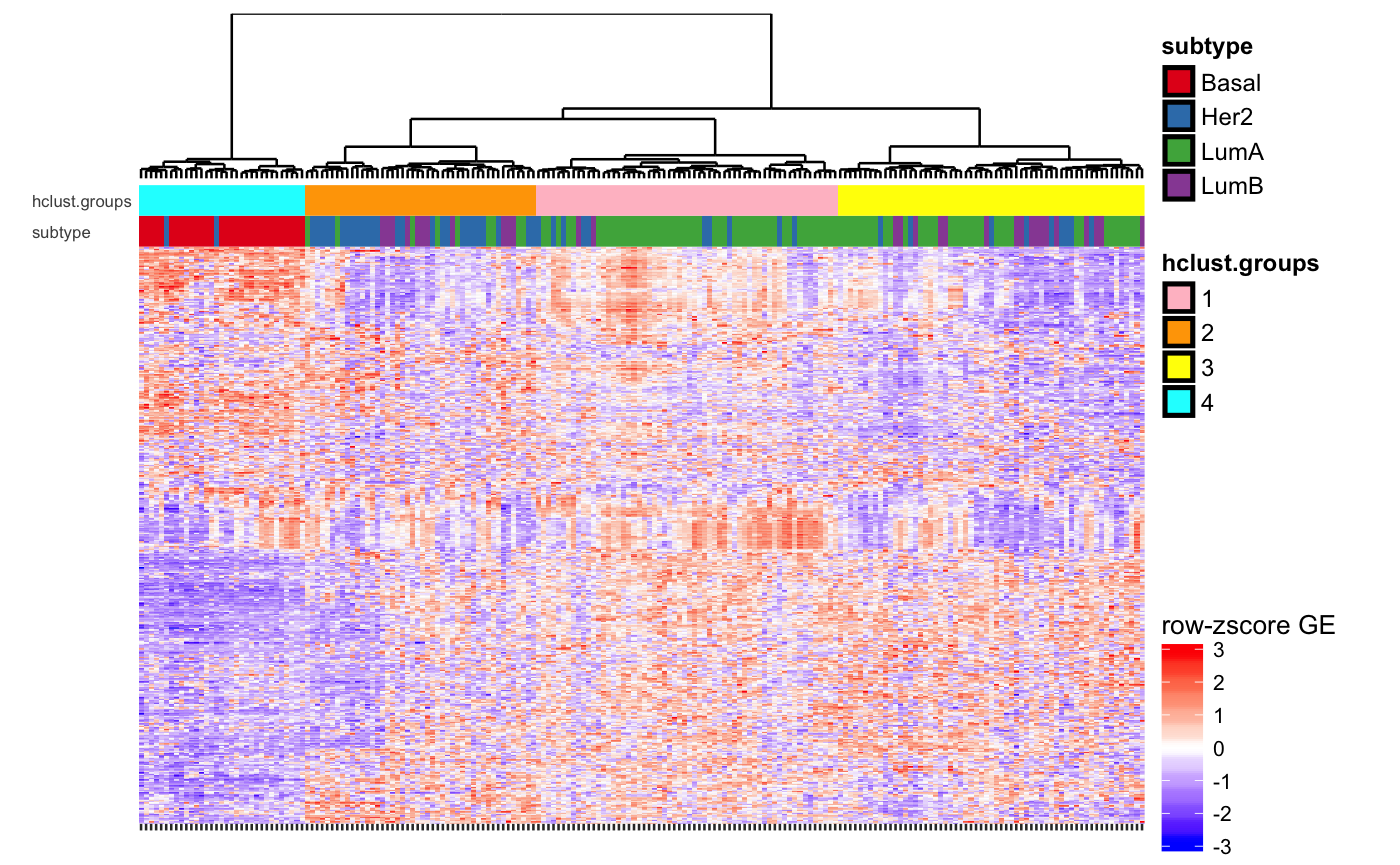 subtype
Basal
Her2
LumA
LumB
hclust.groups
subtype
hclust.groups
1
2
3
4
row-zscore GE
3
2
1
0
-1
-2
-3